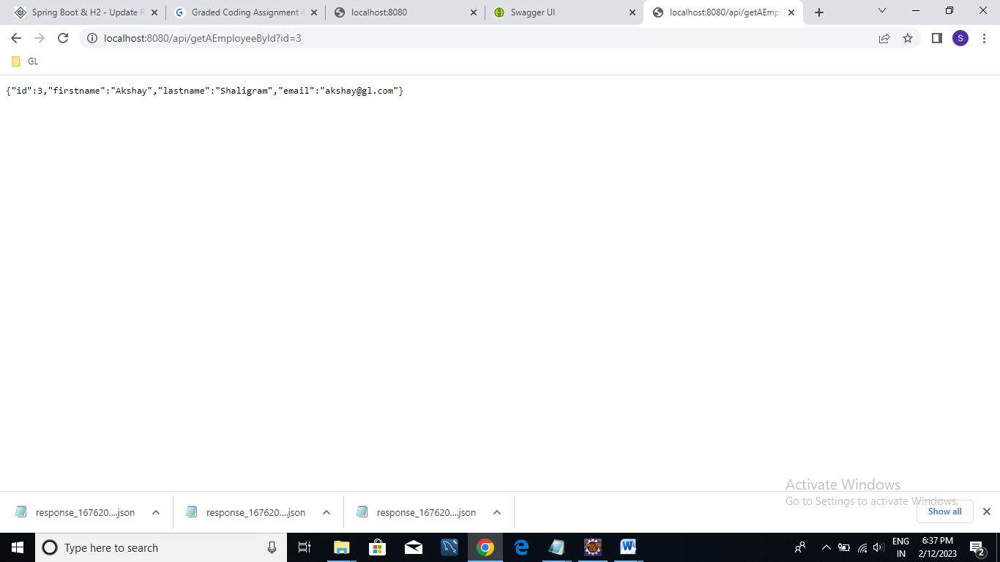 Spring Boot & H2 - Update R
Graded Coding Assignment 4
localhost:8080
Swagger UI
localhost:8080/api/getAEmpl
localhost:8080/api/getAEmployeeById?id=3
S
GL
{"id":3,"firstname":"Akshay","lastname":"Shaligram","email":"akshay@gl.com"}
Activate Windows
Go to Settings to activate Windows.
response_167620....json
response_167620....json
response_167620....json
Show all
Type here to search
ENG
IN
6:37 PM
2/12/2023
2